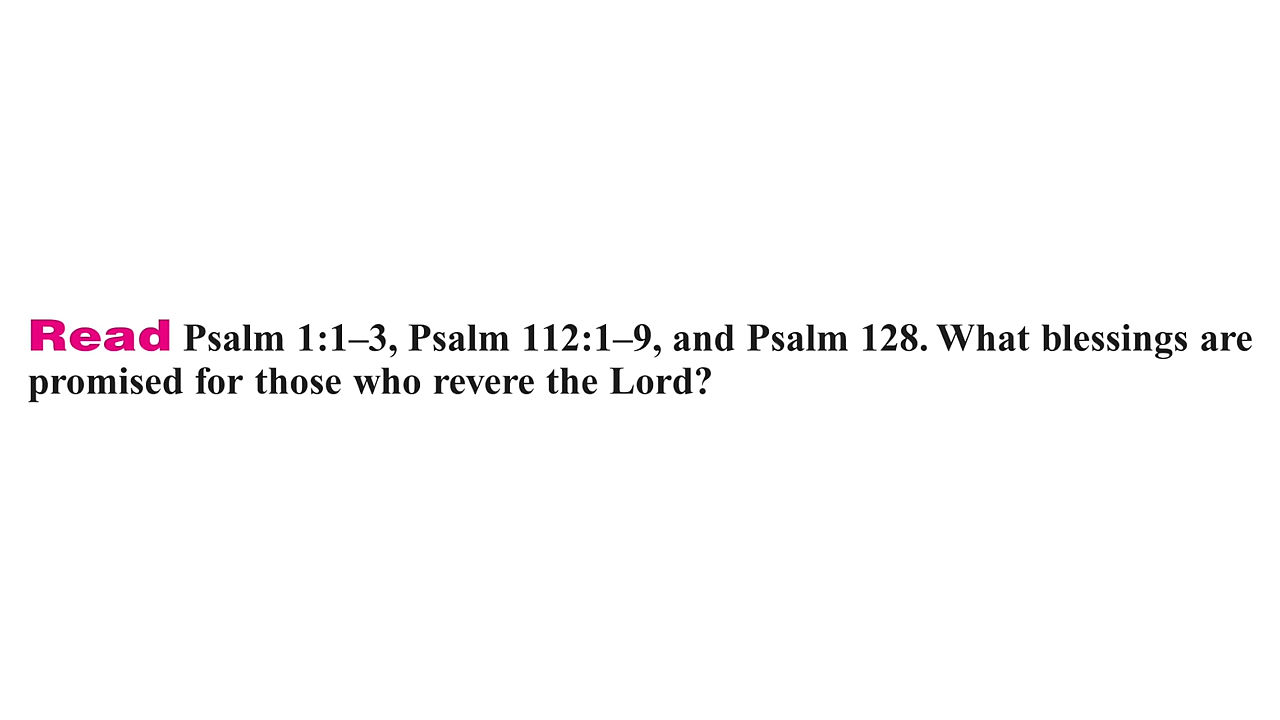 Read Psalm 1:1–3, Psalm 112:1–9, and Psalm 128. What blessings are
promised for those who revere the Lord?